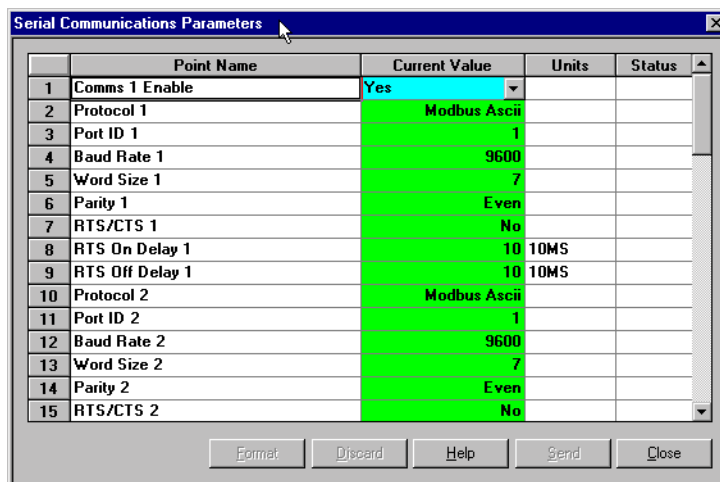 Serial Communications Parameters
Point Name Current Value Units Status
1 Comms 1 Enable Yes
2 Protocol 1 Modbus Ascii
3 Port ID 1 1
4 Baud Rate 1 9600
5 Word Size 1 7
6 Parity 1 Even
7 RTS/CTS 1 No
8 RTS On Delay 1 10 10MS
9 RTS Off Delay 1 10 10MS
10 Protocol 2 Modbus Ascii
11 Port ID 2 1
12 Baud Rate 2 9600
13 Word Size 2 7
14 Parity 2 Even
15 RTS/CTS 2 No
Format Discard Help Send Close